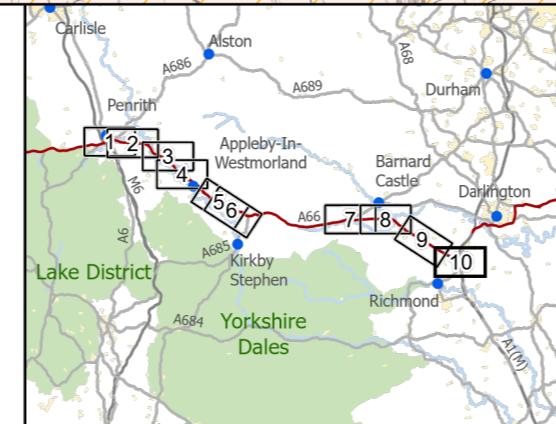 Carlisle
Alston
A68
A686
A689
Durham
Penrith
1
2
3
4
Appleby-In-
Westmorland
Barnard
Castle
Darlington
M6
5
6
A66
7
8
9
10
A6
A685
Kirkby
Stephen
Lake District
Richmond
A684
Yorkshire
Dales
A1(M)